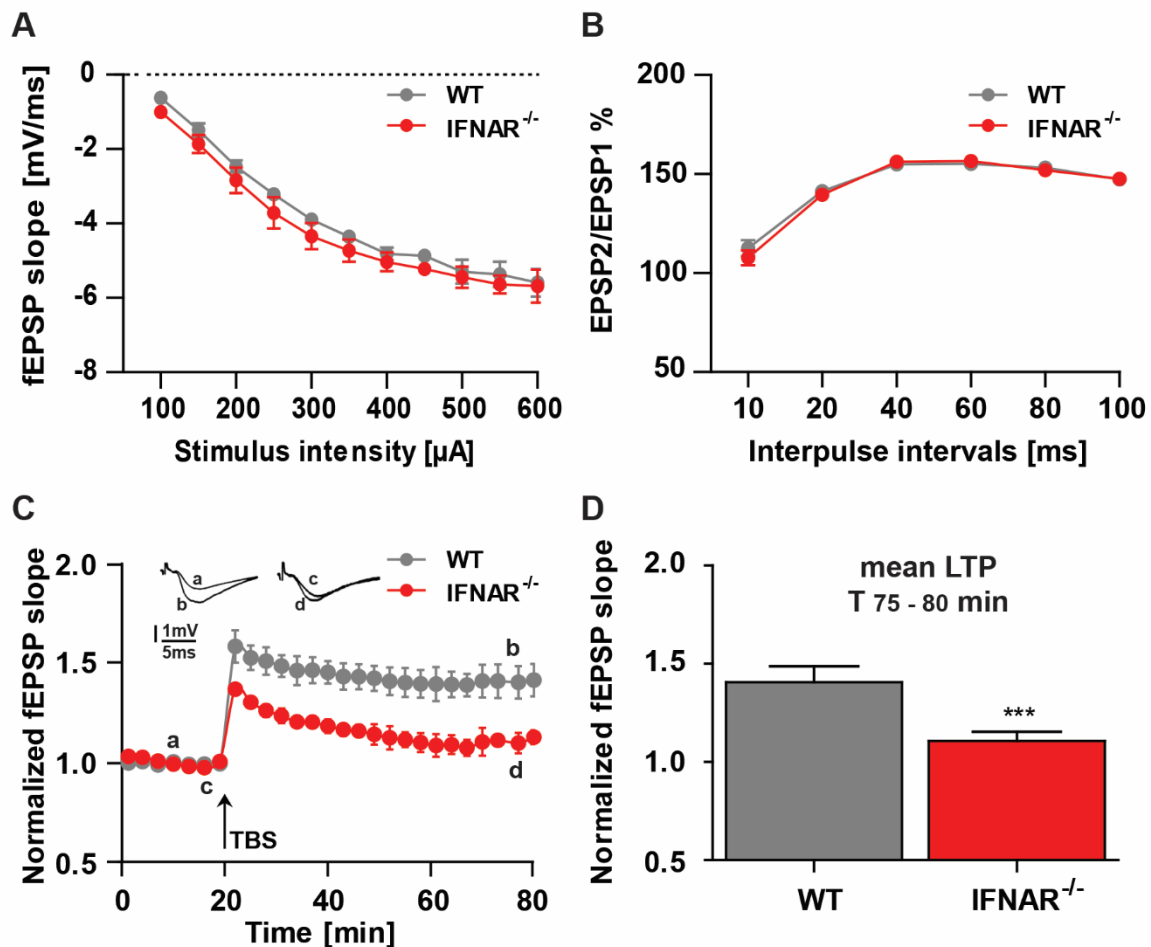 A
fEPSP slope [mV/ms]
0
-2
-4
-6
-8
WT
IFNAR-/-
100 200 300 400 500 600
Stimulus intensity [µA]
B
EPSP2/EPSP1 %
200
150
100
50
WT
IFNAR-/-
10 20 40 60 80 100
Interpulse intervals [ms]
C
Normalized fEPSP slope
2.0
1.5
1.0
0.5
a
b
c
d
1mV
5ms
WT
IFNAR-/-
b
a
c
d
TBS
0 20 40 60 80
Time [min]
D
Normalized fEPSP slope
2.0
1.5
1.0
0.5
mean LTP
T 75 - 80 min
***
WT IFNAR-/-